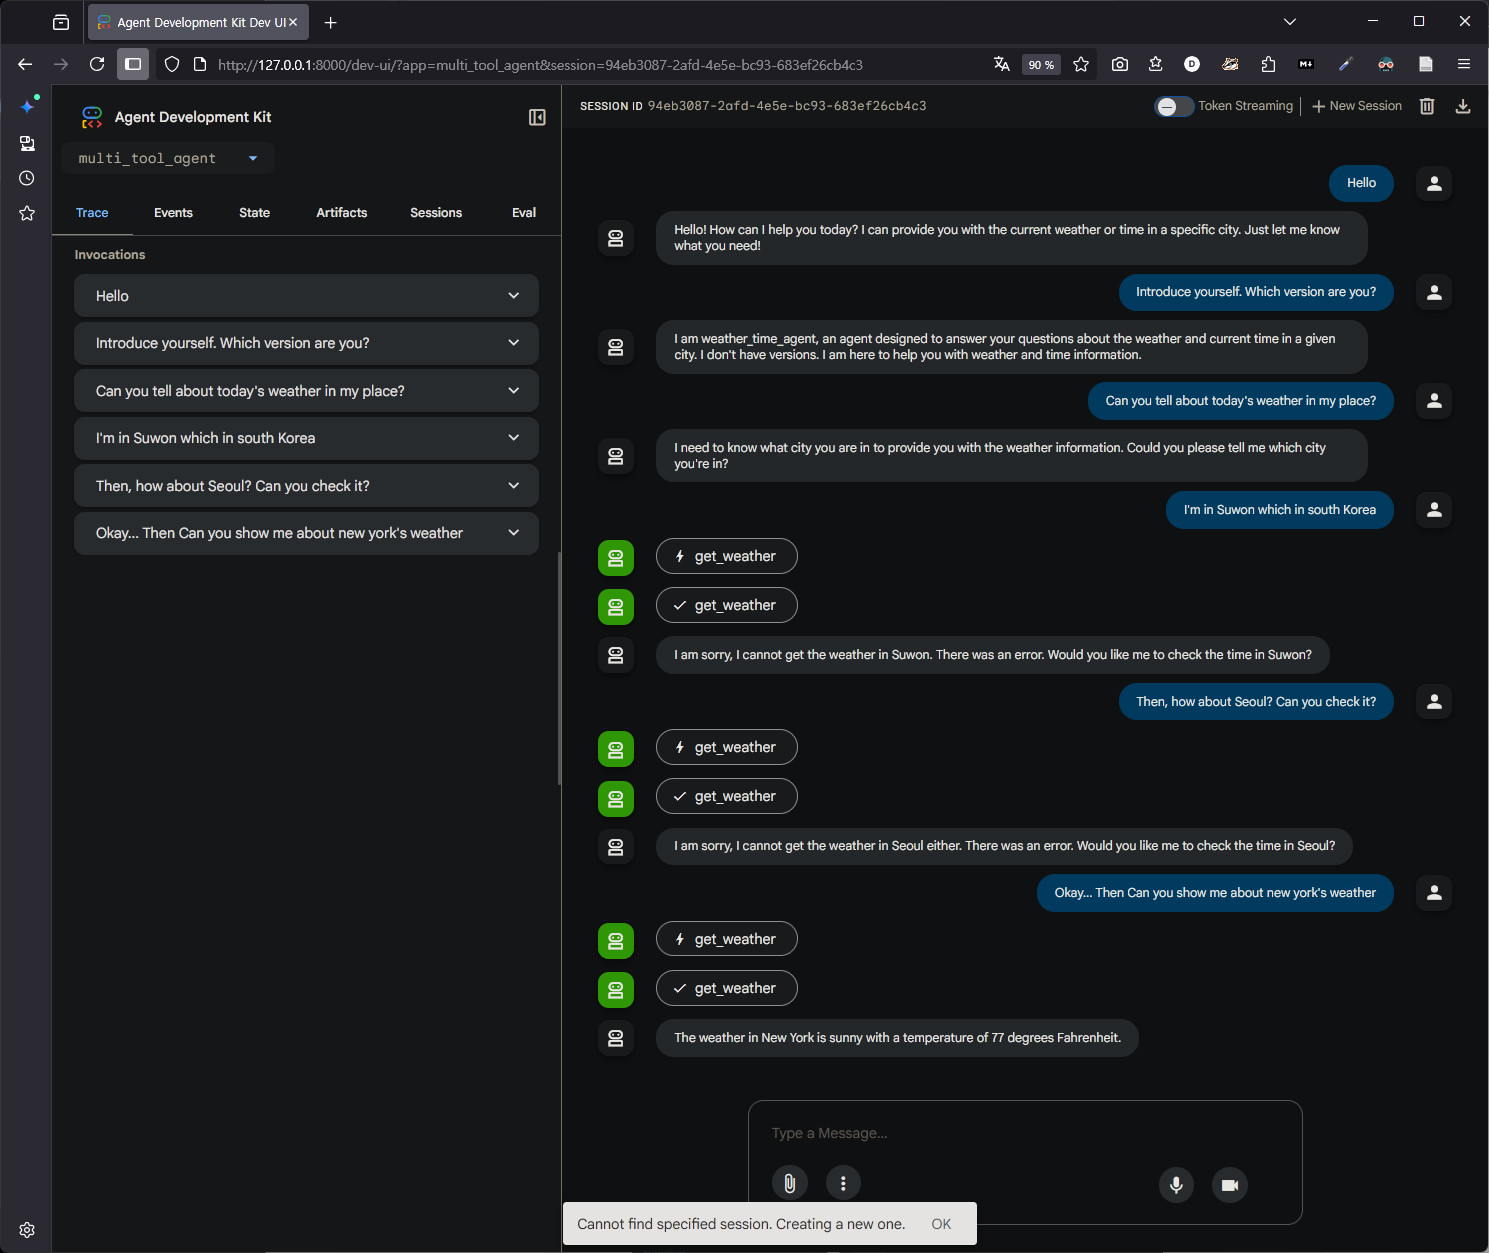 Agent Development Kit Dev UI
http://127.0.0.1:8000/dev-ui/?app=multi_tool_agent&session=94eb3087-2afd-4e5e-bc93-683ef26cb4c3
90 %
D
M↓
Agent Development Kit
multi_tool_agent
Trace
Events
State
Artifacts
Sessions
Eval
Invocations
Hello
Introduce yourself. Which version are you?
Can you tell about today's weather in my place?
I'm in Suwon which in south Korea
Then, how about Seoul? Can you check it?
Okay... Then Can you show me about new york's weather
SESSION ID 94eb3087-2afd-4e5e-bc93-683ef26cb4c3
Token Streaming
New Session
Hello
Hello! How can I help you today? I can provide you with the current weather or time in a specific city. Just let me know
what you need!
Introduce yourself. Which version are you?
I am weather_time_agent, an agent designed to answer your questions about the weather and current time in a given
city. I don't have versions. I am here to help you with weather and time information.
Can you tell about today's weather in my place?
I need to know what city you are in to provide you with the weather information. Could you please tell me which city
you're in?
I'm in Suwon which in south Korea
get_weather
get_weather
I am sorry, I cannot get the weather in Suwon. There was an error. Would you like me to check the time in Suwon?
Then, how about Seoul? Can you check it?
get_weather
get_weather
I am sorry, I cannot get the weather in Seoul either. There was an error. Would you like me to check the time in Seoul?
Okay... Then Can you show me about new york's weather
get_weather
get_weather
The weather in New York is sunny with a temperature of 77 degrees Fahrenheit.
Type a Message...
Cannot find specified session. Creating a new one.
OK